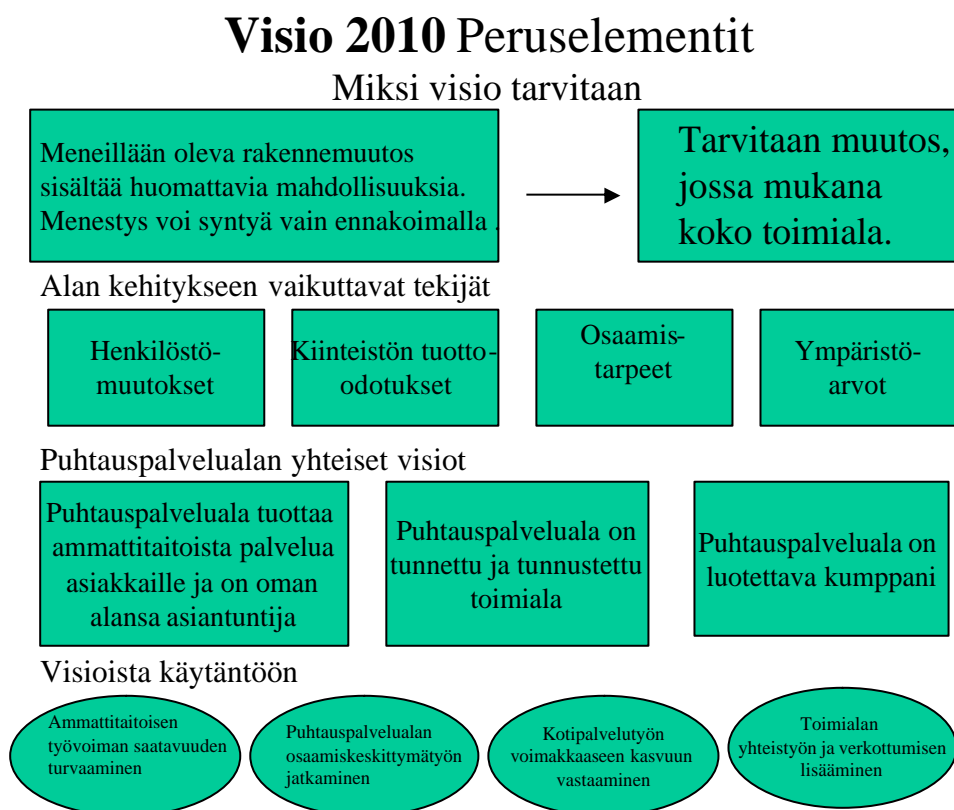 Visio 2010 Peruselementit
Miksi visio tarvitaan
Meneillään oleva rakennemuutos
sisältää huomattavia mahdollisuuksia.
Menestys voi syntyä vain ennakoimalla .
Tarvitaan muutos,
jossa mukana
koko toimiala.
Alan kehitykseen vaikuttavat tekijät
Henkilöstö-
muutokset
Kiinteistön tuotto-
odotukset
Osaamis-
tarpeet
Ympäristö-
arvot
Puhtauspalvelualan yhteiset visiot
Puhtauspalveluala tuottaa
ammattitaitoista palvelua
asiakkaille ja on oman
alansa asiantuntija
Puhtauspalveluala on
tunnettu ja tunnustettu
toimiala
Puhtauspalveluala on
luotettava kumppani
Visioista käytäntöön
Ammattitaitoisen
työvoiman saatavuuden
turvaaminen
Puhtauspalvelualan
osaamiskeskittymätyön
jatkaminen
Kotipalvelutyön
voimakkaaseen kasvuun
vastaaminen
Toimialan
yhteistyön ja verkottumisen
lisääminen